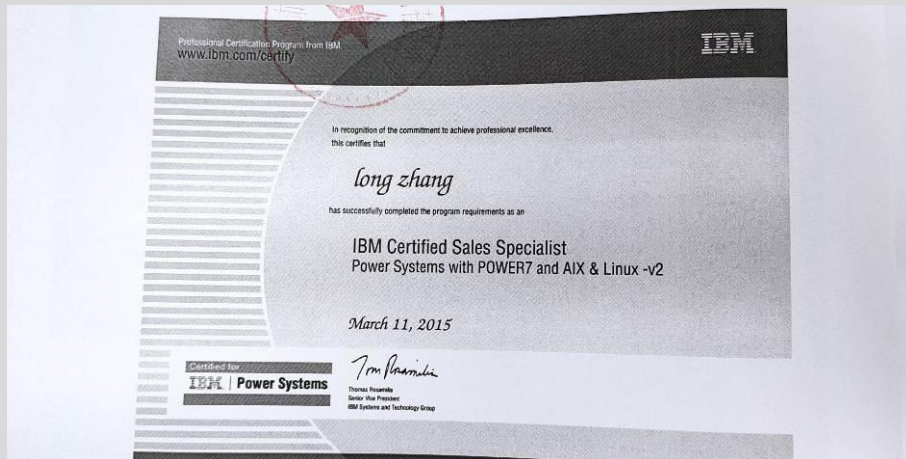 Professional Certification Program from IBM
www.ibm.com/certify
IBM
In recognition of the commitment to achieve professional excellence,
this certifies that
long zhang
has successfully completed the program requirements as an
IBM Certified Sales Specialist
Power Systems with POWER7 and AIX & Linux -v2
March 11, 2015
Certified for
IBM | Power Systems
Thomas Rosamilia
Senior Vice President
IBM Systems and Technology Group